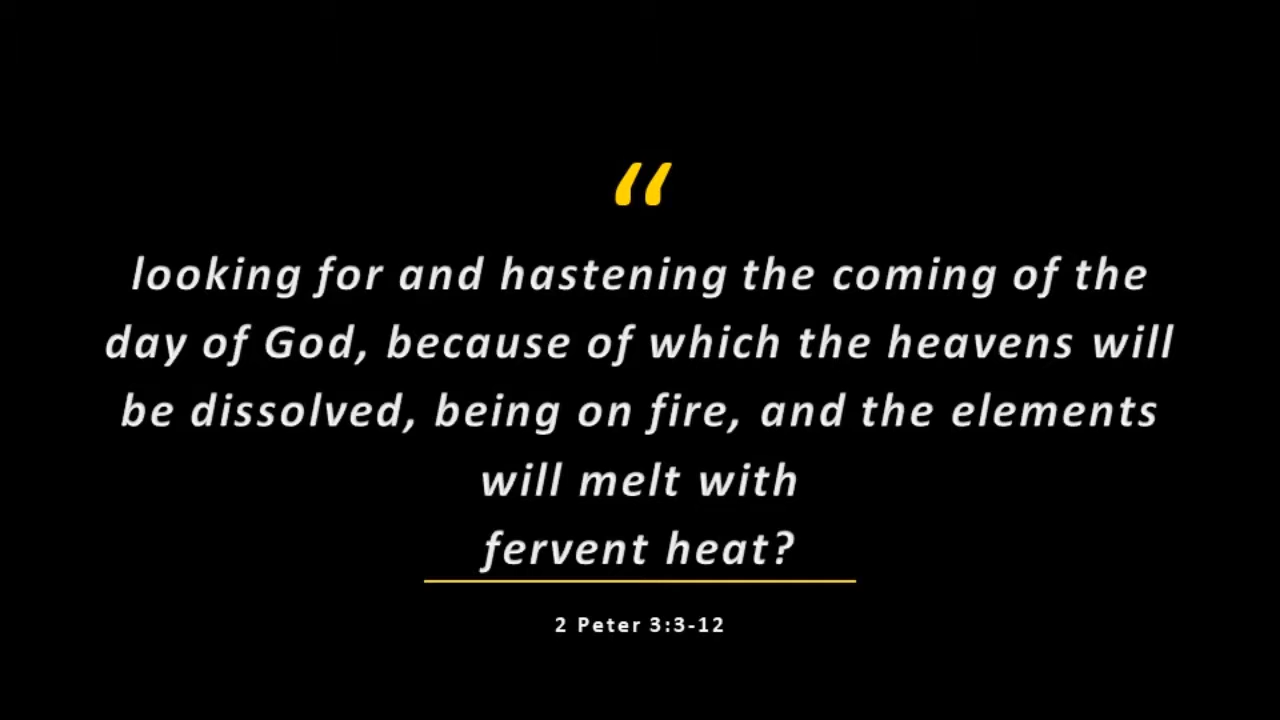 “
looking for and hastening the coming of the
day of God, because of which the heavens will
be dissolved, being on fire, and the elements
will melt with
fervent heat?
2 Peter 3:3-12